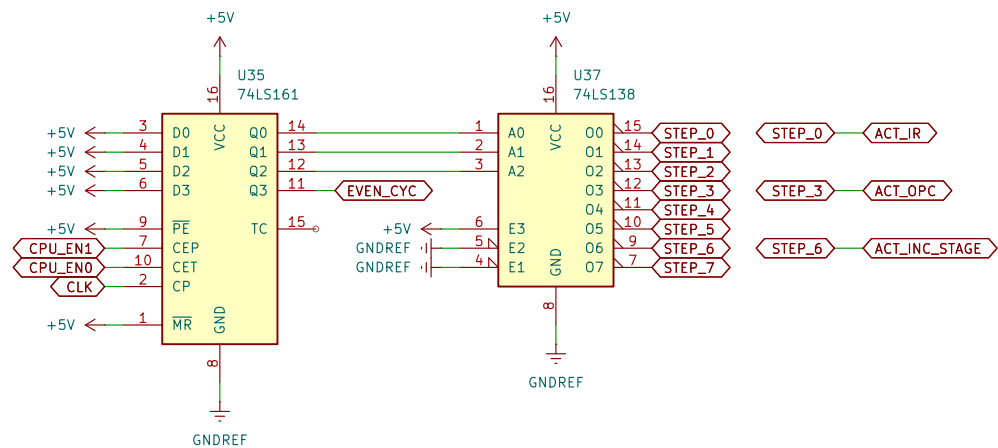 +5V
+5V
U35
74LS161
U37
74LS138
16
16
VCC
VCC
+5V 3 D0 Q0 14
1 A0 O0 15 STEP_0
STEP_0 ACT_IR
+5V 4 D1 Q1 13
2 A1 O1 14 STEP_1
+5V 5 D2 Q2 12
3 A2 O2 13 STEP_2
+5V 6 D3 Q3 11 EVEN_CYC
O3 12 STEP_3
STEP_3 ACT_OPC
O4 11 STEP_4
+5V 9 PE TC 15
+5V 6 E3 O5 10 STEP_5
CPU_EN1 7 CEP
GNDREF 5 E2 O6 9 STEP_6
STEP_6 ACT_INC_STAGE
CPU_EN0 10 CET
GNDREF 4 E1 O7 7 STEP_7
CLK 2 CP
GND
8
+5V 1 MR
GND
8
GNDREF
GNDREF